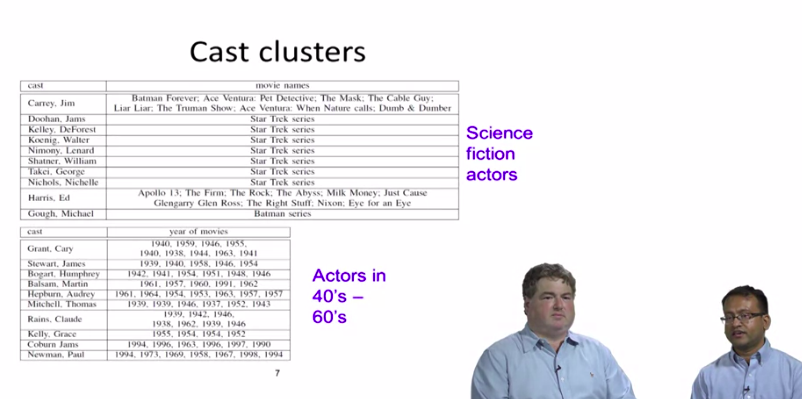 Cast clusters
cast movie names
Carrey, Jim Batman Forever; Ace Ventura: Pet Detective; The Mask; The Cable Guy;
Liar Liar; The Truman Show; Ace Ventura: When Nature calls; Dumb & Dumber
Doohan, Jams Star Trek series
Kelley, DeForest Star Trek series
Koenig, Walter Star Trek series
Nimony, Lenard Star Trek series
Shatner, William Star Trek series
Takei, George Star Trek series
Nichols, Nichelle Star Trek series
Harris, Ed Apollo 13; The Firm; The Rock; The Abyss; Milk Money; Just Cause
Glengarry Glen Ross; The Right Stuff; Nixon; Eye for an Eye
Gough, Michael Batman series
Science
fiction
actors
cast year of movies
Grant, Cary 1940, 1959, 1946, 1955,
1940, 1938, 1944, 1963, 1941
Stewart, James 1939, 1940, 1958, 1946, 1954
Bogart, Humphrey 1942, 1941, 1954, 1951, 1948, 1946
Balsam, Martin 1961, 1957, 1960, 1991, 1962
Hepburn, Audrey 1961, 1964, 1954, 1953, 1963, 1957, 1957
Mitchell, Thomas 1939, 1939, 1946, 1937, 1952, 1943
Rains, Claude 1939, 1942, 1946,
1938, 1962, 1939, 1946
Kelly, Grace 1955, 1954, 1954, 1952
Coburn Jams 1994, 1996, 1963, 1996, 1997, 1990
Newman, Paul 1994, 1973, 1969, 1958, 1967, 1998, 1994
Actors in
40's –
60's
7